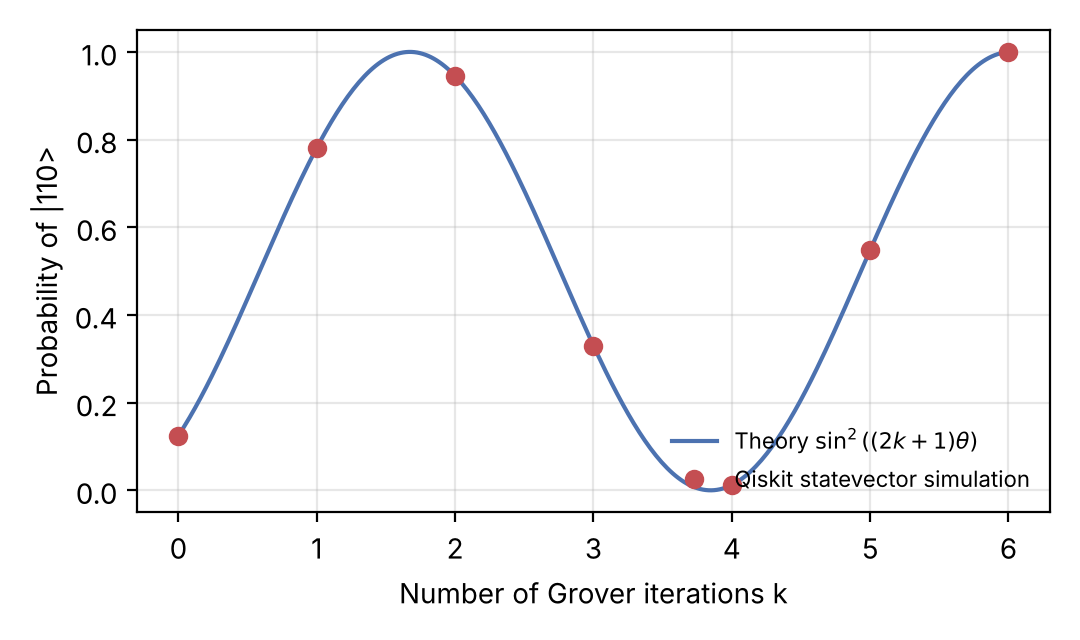 1.0
0.8
0.6
0.4
0.2
0.0
Probability of |110>
Theory sin²((2k + 1)θ)
Qiskit statevector simulation
0 1 2 3 4 5 6
Number of Grover iterations k